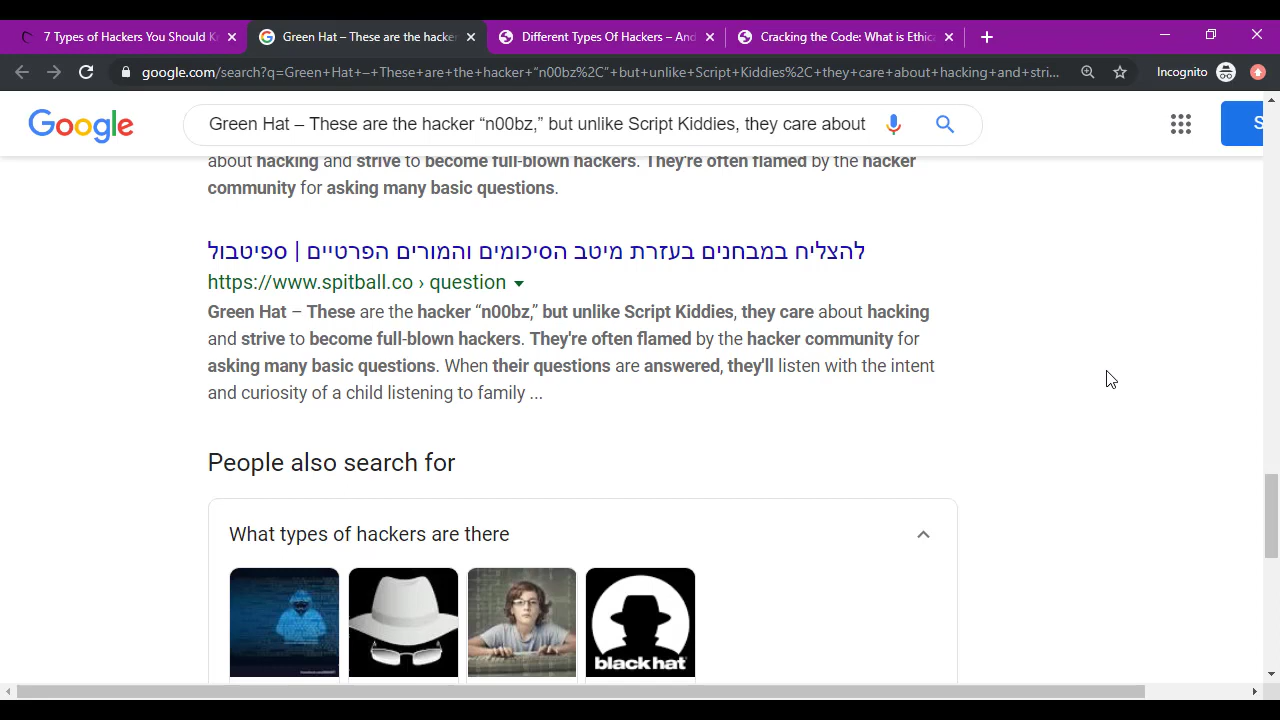 7 Types of Hackers You Should K
Green Hat – These are the hacker
Different Types Of Hackers – And
Cracking the Code: What is Ethic
google.com/search?q=Green+Hat+–+These+are+the+hacker+“n00bz%2C”+but+unlike+Script+Kiddies%2C+they+care+about+hacking+and+stri...
Incognito
Google
Green Hat – These are the hacker “n00bz,” but unlike Script Kiddies, they care about
S
about hacking and strive to become full-blown hackers. They're often flamed by the hacker
community for asking many basic questions.
להצליח במבחנים בעזרת מיטב הסיכומים והמורים הפרטיים | ספיטבול
https://www.spitball.co › question
Green Hat – These are the hacker “n00bz,” but unlike Script Kiddies, they care about hacking
and strive to become full-blown hackers. They're often flamed by the hacker community for
asking many basic questions. When their questions are answered, they'll listen with the intent
and curiosity of a child listening to family ...
People also search for
What types of hackers are there
black hat